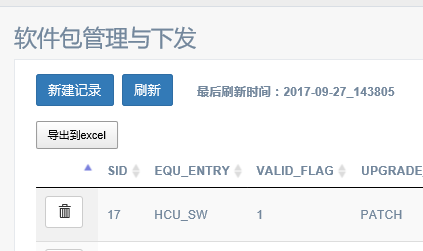 软件包管理与下发
新建记录 刷新 最后刷新时间：2017-09-27_143805
导出到excel
SID EQU_ENTRY VALID_FLAG UPGRADE_
17 HCU_SW 1 PATCH